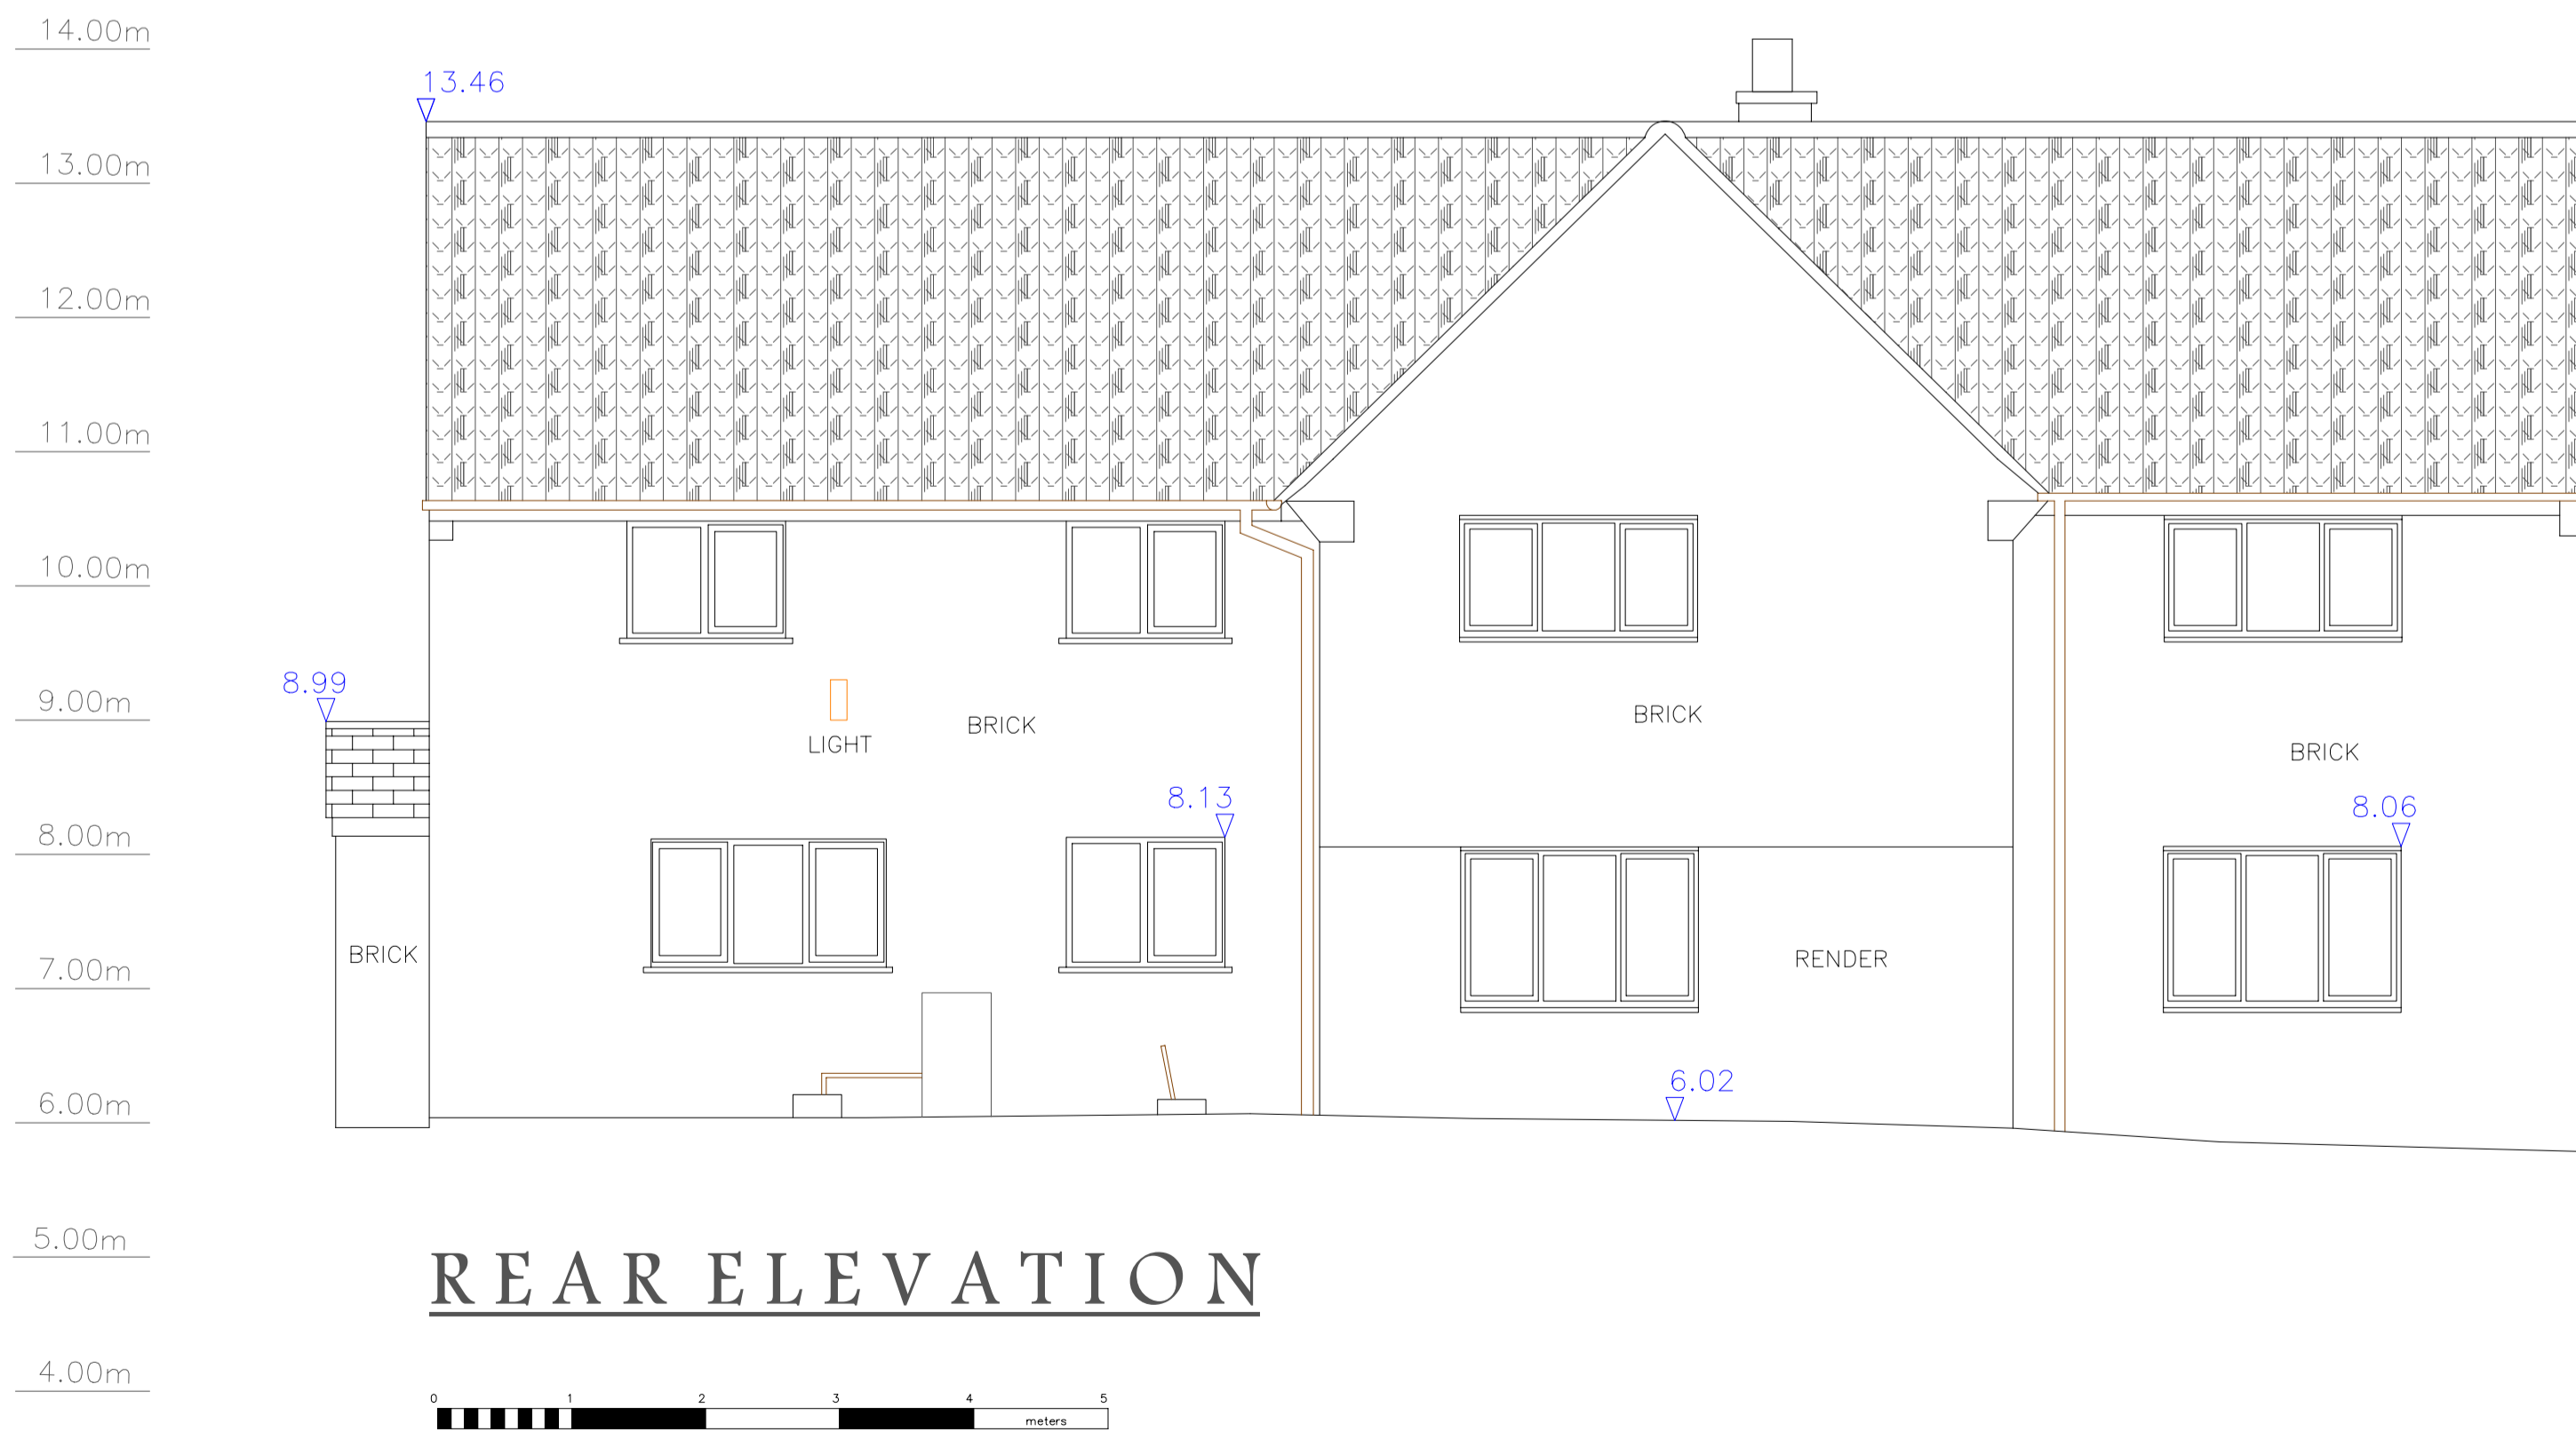 14.00m
13.46
13.00m
12.00m
11.00m
10.00m
8.99
9.00m
BRICK
BRICK
LIGHT
BRICK
8.13
8.06
8.00m
BRICK
RENDER
7.00m
6.02
6.00m
5.00m
REAR ELEVATION
4.00m
0 1 2 3 4 5
meters